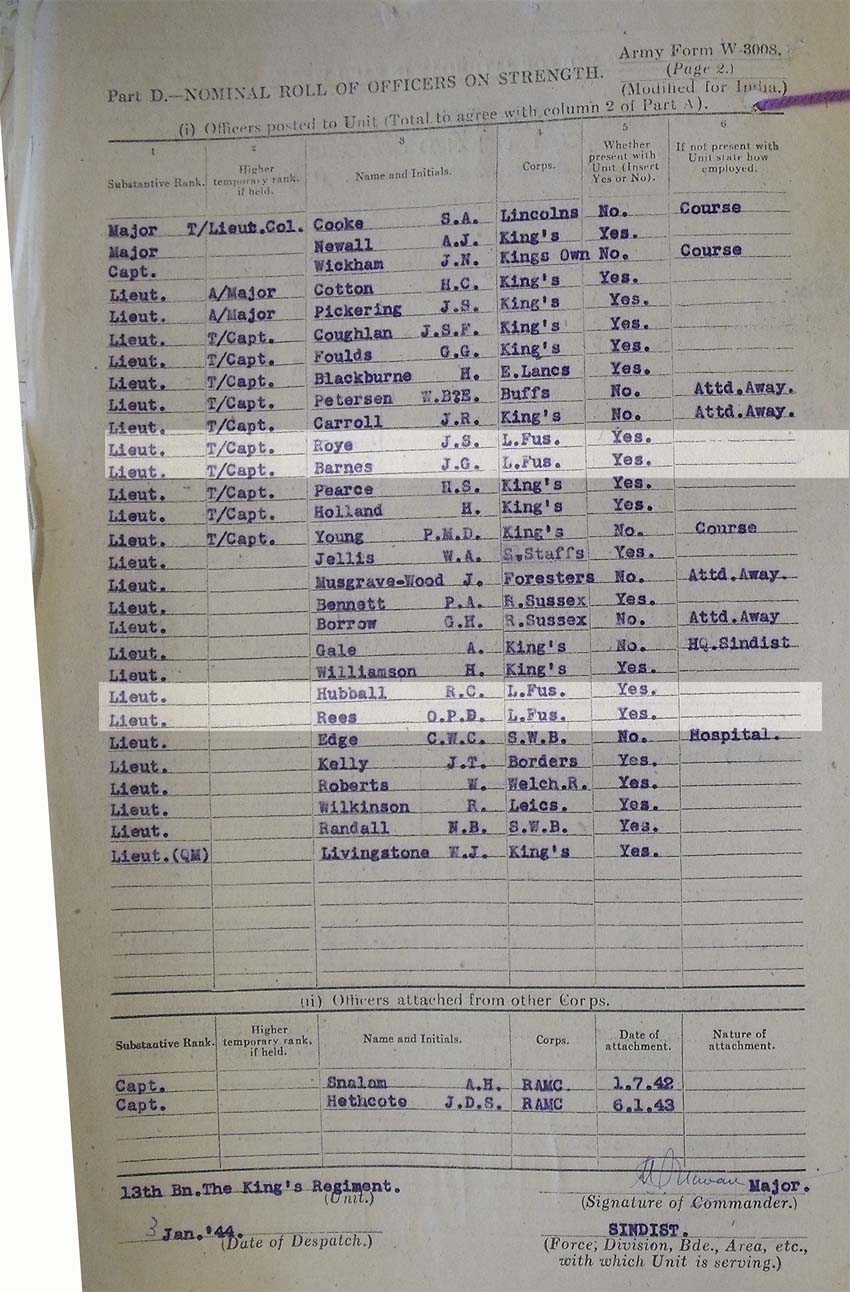 Army Form W 3008.
(Page 2.)
(Modified for India.)
Part D.—NOMINAL ROLL OF OFFICERS ON STRENGTH.
(i) Officers posted to Unit (Total to agree with column 2 of Part A).
1 2 3 4 5 6
Substantive Rank. Higher temporary rank, if held. Name and Initials. Corps. Whether present with Unit (Insert Yes or No). If not present with Unit state how employed.
Major T/Lieut.Col. Cooke S.A. Lincolns No. Course
Major Newall A.J. King's Yes.
Capt. Wickham J.N. Kings Own No. Course
Lieut. A/Major Cotton H.C. King's Yes.
Lieut. A/Major Pickering J.S. King's Yes.
Lieut. T/Capt. Coughlan J.S.F. King's Yes.
Lieut. T/Capt. Foulds G.G. King's Yes.
Lieut. T/Capt. Blackburne H. E.Lancs Yes.
Lieut. T/Capt. Petersen W.B?E. Buffs No. Attd.Away.
Lieut. T/Capt. Carroll J.R. King's No. Attd.Away.
Lieut. T/Capt. Roye J.S. L.Fus. Yes.
Lieut. T/Capt. Barnes J.G. L.Fus. Yes.
Lieut. T/Capt. Pearce H.S. King's Yes.
Lieut. T/Capt. Holland H. King's Yes.
Lieut. T/Capt. Young P.M.D. King's No. Course
Lieut. Jellis W.A. S.Staffs Yes.
Lieut. Musgrave-Wood J. Foresters No. Attd.Away.
Lieut. Bennett P.A. R.Sussex Yes.
Lieut. Borrow G.H. R.Sussex No. Attd.Away
Lieut. Gale A. King's No. HQ.Sindist
Lieut. Williamson H. King's Yes.
Lieut. Hubball R.C. L.Fus. Yes.
Lieut. Rees O.P.D. L.Fus. Yes.
Lieut. Edge C.W.C. S.W.B. No. Hospital.
Lieut. Kelly J.T. Borders Yes.
Lieut. Roberts W. Welch.R. Yes.
Lieut. Wilkinson R. Leics. Yes.
Lieut. Randall N.B. S.W.B. Yes.
Lieut.(QM) Livingstone W.J. King's Yes.
(ii) Officers attached from other Corps.
Substantive Rank. Higher temporary rank, if held. Name and Initials. Corps. Date of attachment. Nature of attachment.
Capt. Snalam A.H. RAMC 1.7.42
Capt. Hethcote J.D.S. RAMC 6.1.43
13th Bn.The King's Regiment. Major.
(Unit.) (Signature of Commander.)
3 Jan.'44. SINDIST.
(Date of Despatch.) (Force, Division, Bde., Area, etc., with which Unit is serving.)